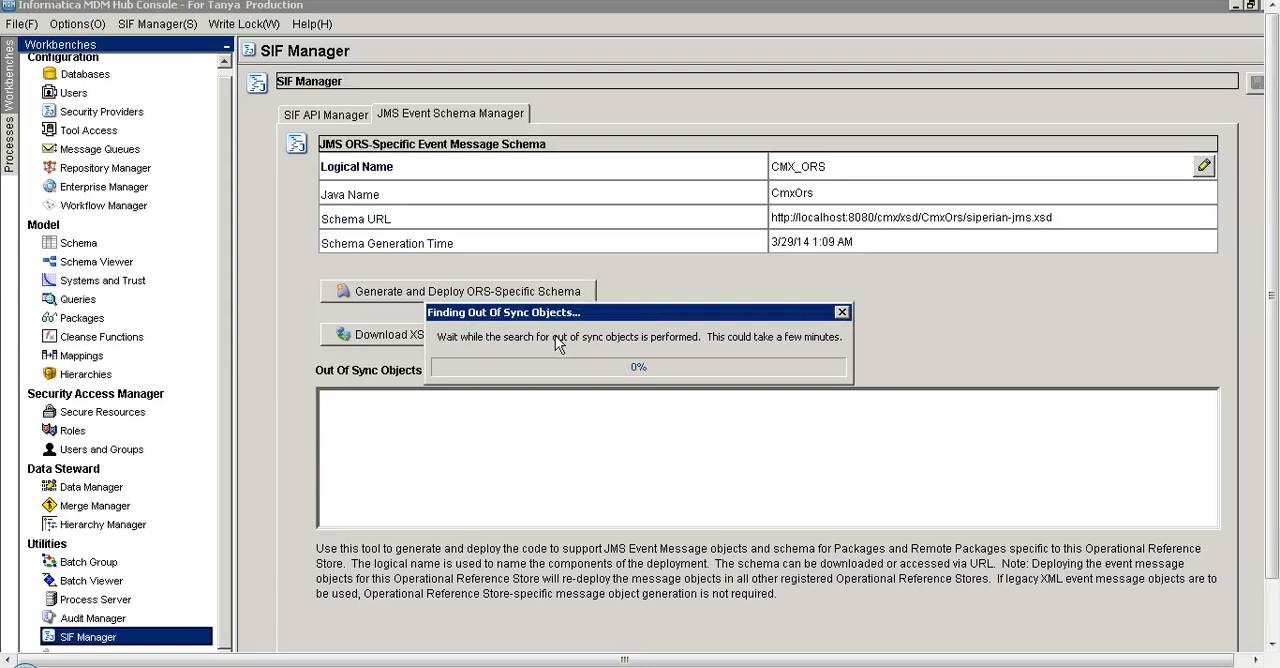 Informatica MDM Hub Console - For Tanya Production
File(F) Options(O) SIF Manager(S) Write Lock(W) Help(H)
Workbenches
Processes
Workbenches
Configuration
Databases
Users
Security Providers
Tool Access
Message Queues
Repository Manager
Enterprise Manager
Workflow Manager
Model
Schema
Schema Viewer
Systems and Trust
Queries
Packages
Cleanse Functions
Mappings
Hierarchies
Security Access Manager
Secure Resources
Roles
Users and Groups
Data Steward
Data Manager
Merge Manager
Hierarchy Manager
Utilities
Batch Group
Batch Viewer
Process Server
Audit Manager
SIF Manager
SIF Manager
SIF Manager
SIF API Manager JMS Event Schema Manager
JMS ORS-Specific Event Message Schema
Logical Name CMX_ORS
Java Name CmxOrs
Schema URL http://localhost:8080/cmx/xsd/CmxOrs/siperian-jms.xsd
Schema Generation Time 3/29/14 1:09 AM
Generate and Deploy ORS-Specific Schema
Download XS
Finding Out Of Sync Objects...
Wait while the search for out of sync objects is performed. This could take a few minutes.
0%
Out Of Sync Objects
Use this tool to generate and deploy the code to support JMS Event Message objects and schema for Packages and Remote Packages specific to this Operational Reference
Store. The logical name is used to name the components of the deployment. The schema can be downloaded or accessed via URL. Note: Deploying the event message
objects for this Operational Reference Store will re-deploy the message objects in all other registered Operational Reference Stores. If legacy XML event message objects are to
be used, Operational Reference Store-specific message object generation is not required.